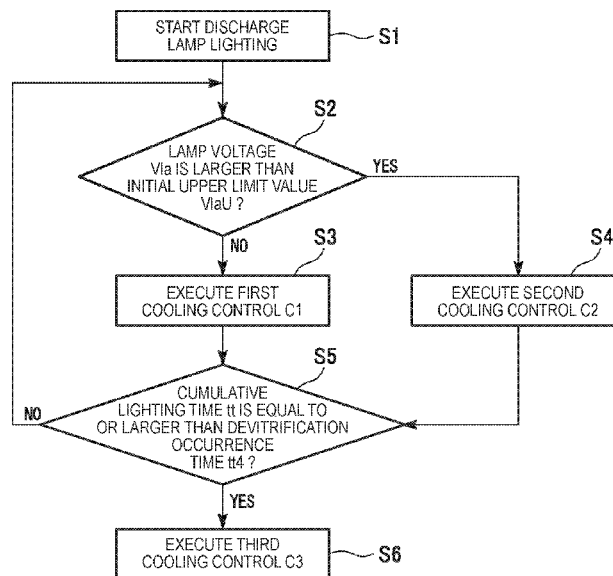 START DISCHARGE
LAMP LIGHTING
S1
S2
LAMP VOLTAGE
Vla IS LARGER THAN
INITIAL UPPER LIMIT VALUE
VlaU ?
YES
NO
S3
EXECUTE FIRST
COOLING CONTROL C1
S4
EXECUTE SECOND
COOLING CONTROL C2
S5
CUMULATIVE
LIGHTING TIME tt IS EQUAL TO
OR LARGER THAN DEVITRIFICATION
OCCURRENCE
TIME tt4 ?
NO
YES
EXECUTE THIRD
COOLING CONTROL C3
S6